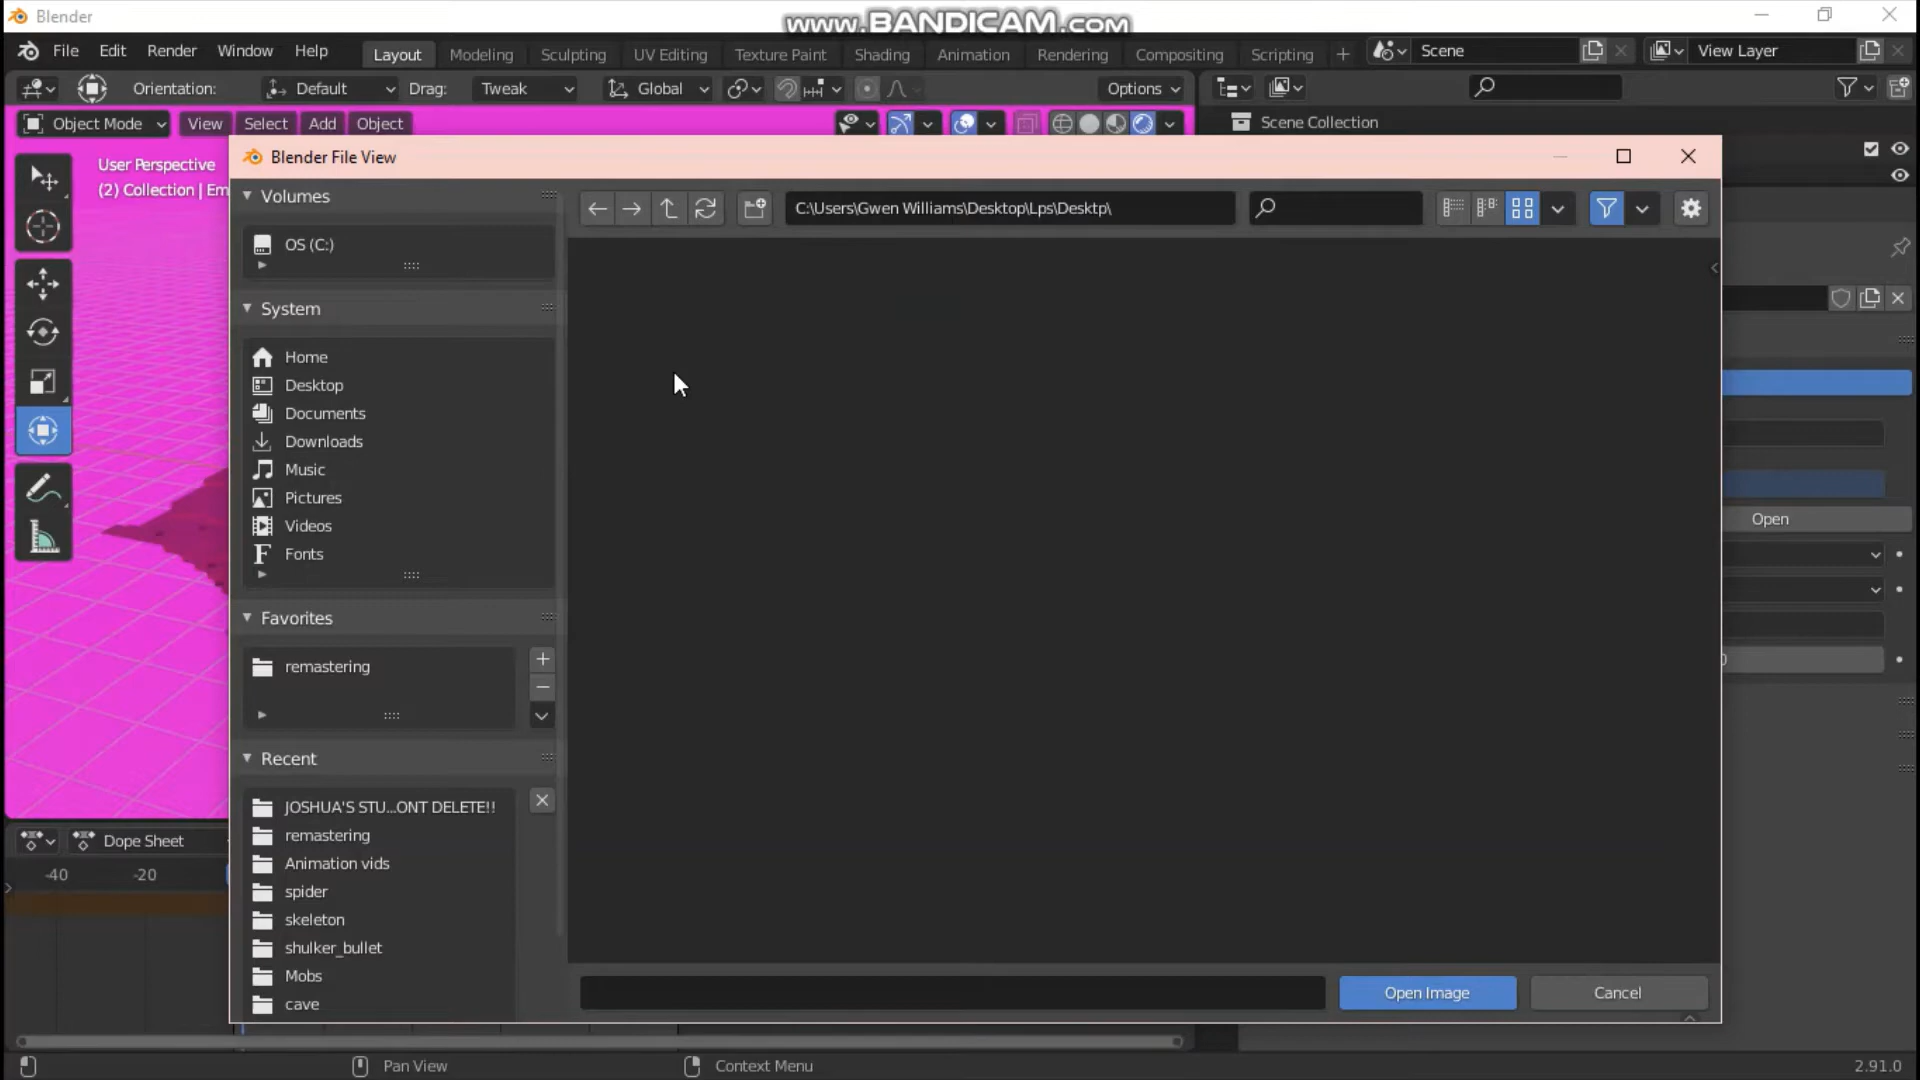 Blender
www.BANDICAM.com
File Edit Render Window Help
Layout Modeling Sculpting UV Editing Texture Paint Shading Animation Rendering Compositing Scripting +
Scene
View Layer
Orientation: Default Drag: Tweak Global Options
Object Mode View Select Add Object
Scene Collection
User Perspective
(2) Collection | Em
Blender File View
Volumes
C:\Users\Gwen Williams\Desktop\Lps\Desktp\
OS (C:)
System
Home
Desktop
Documents
Downloads
Music
Pictures
Videos
Fonts
Open
Favorites
remastering
Recent
JOSHUA'S STU...ONT DELETE!!
remastering
Animation vids
spider
skeleton
shulker_bullet
Mobs
cave
Dope Sheet
-40 -20
Open Image Cancel
Pan View
Context Menu
2.91.0